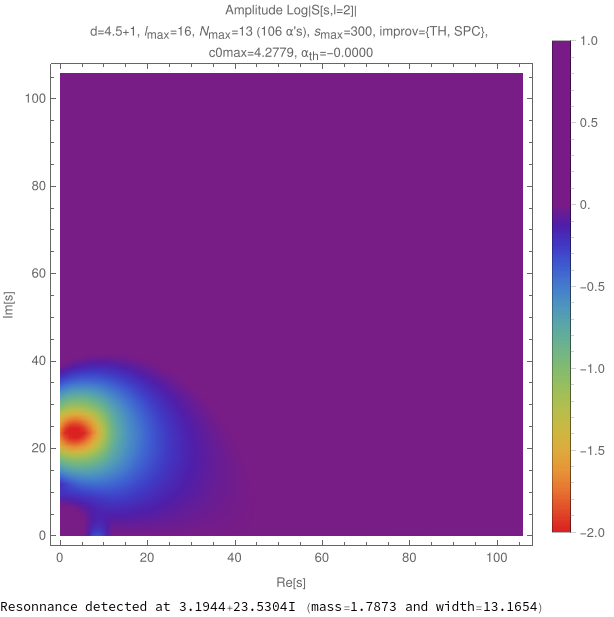 Amplitude Log|S[s,l=2]|
d=4.5+1, lmax=16, Nmax=13 (106 α's), smax=300, improv={TH, SPC},
c0max=4.2779, αth=−0.0000
1.0
0.5
0.
−0.5
−1.0
−1.5
−2.0
100
80
60
40
20
0
Im[s]
0 20 40 60 80 100
Re[s]
Resonnance detected at 3.1944+23.5304I (mass=1.7873 and width=13.1654)